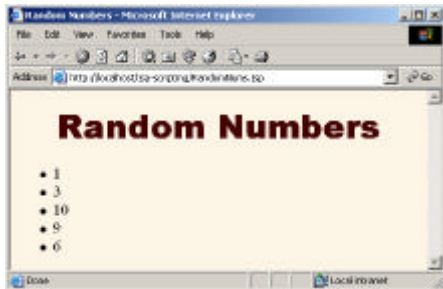 Random Numbers - Microsoft Internet Explorer
File Edit View Favorites Tools Help
Address http://localhost/jsp-scripting/RandomNums.jsp Go
Random Numbers
• 1
• 3
• 10
• 9
• 6
Done Local intranet